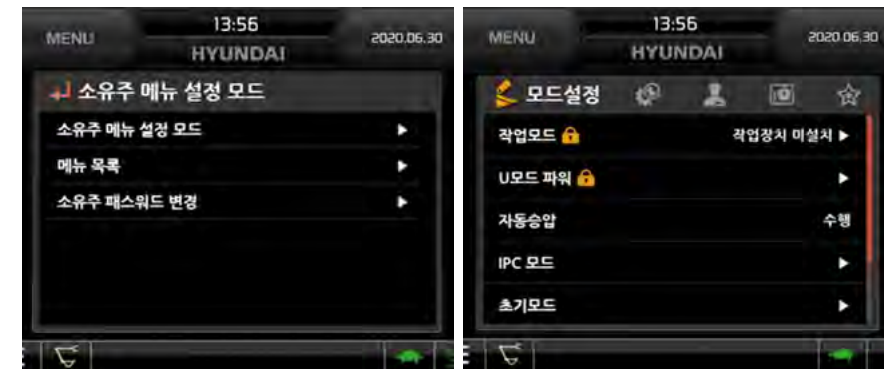 13:56
MENU
2020.06.30
HYUNDAI
소유주 메뉴 설정 모드
소유주 메뉴 설정 모드
메뉴 목록
소유주 패스워드 변경
13:56
MENU
2020.06.30
HYUNDAI
모드설정
작업모드 작업장치 미설치
U모드 파워
자동승압 수행
IPC 모드
초기모드